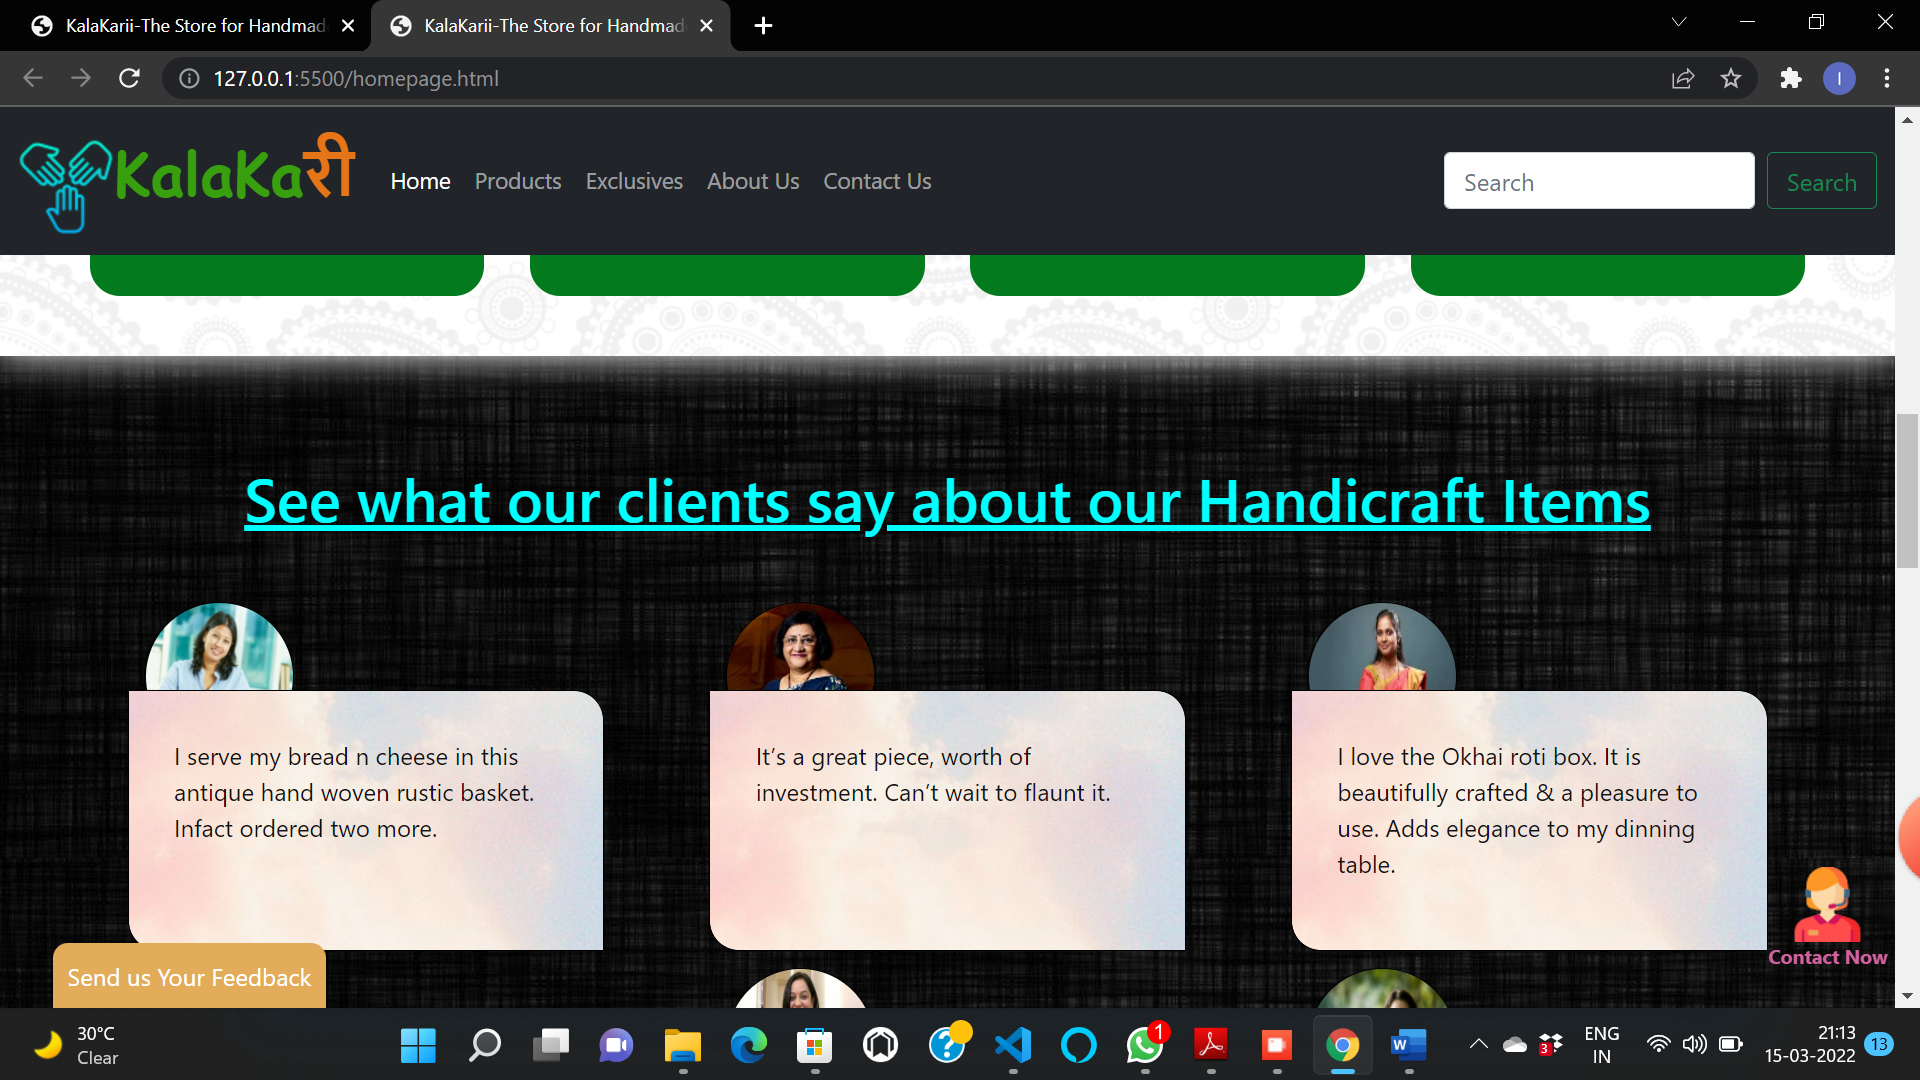 KalaKarii-The Store for Handmad
KalaKarii-The Store for Handmad
127.0.0.1:5500/homepage.html
I
KalaKaरी
Home
Products
Exclusives
About Us
Contact Us
Search
Search
See what our clients say about our Handicraft Items
I serve my bread n cheese in this
antique hand woven rustic basket.
Infact ordered two more.
It’s a great piece, worth of
investment. Can’t wait to flaunt it.
I love the Okhai roti box. It is
beautifully crafted & a pleasure to
use. Adds elegance to my dinning
table.
Contact Now
Send us Your Feedback
30°C
Clear
1
W
3
ENG
IN
21:13
15-03-2022
13